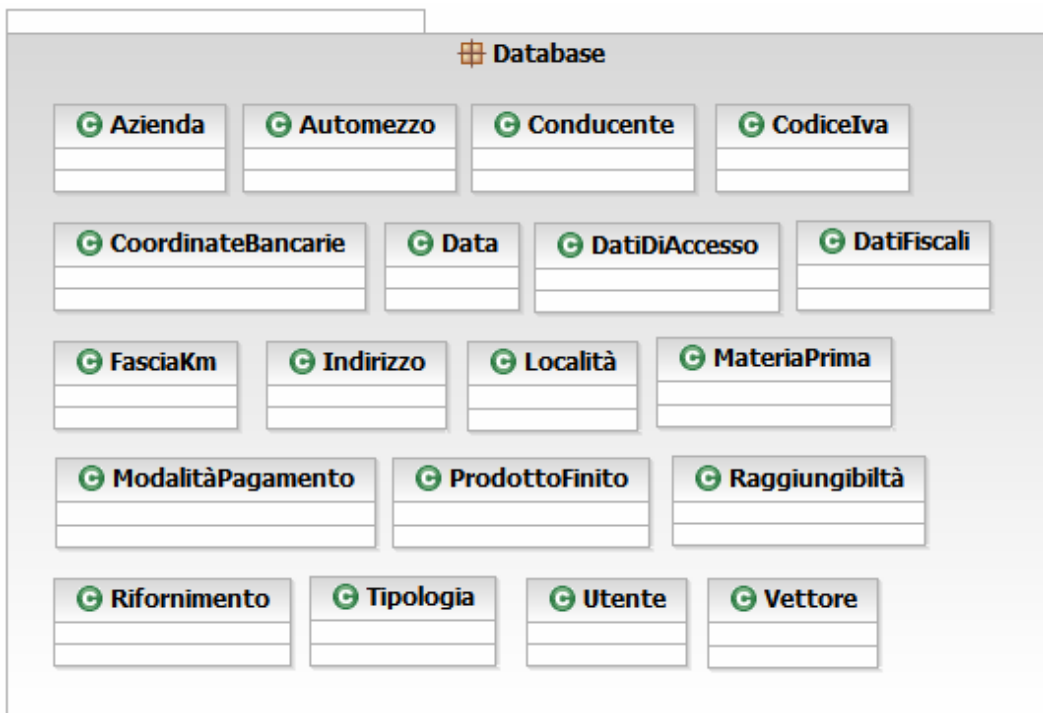 Database
Azienda Automezzo Conducente CodiceIva
CoordinateBancarie Data DatiDiAccesso DatiFiscali
FasciaKm Indirizzo Località MateriaPrima
ModalitàPagamento ProdottoFinito Raggiungibiltà
Rifornimento Tipologia Utente Vettore